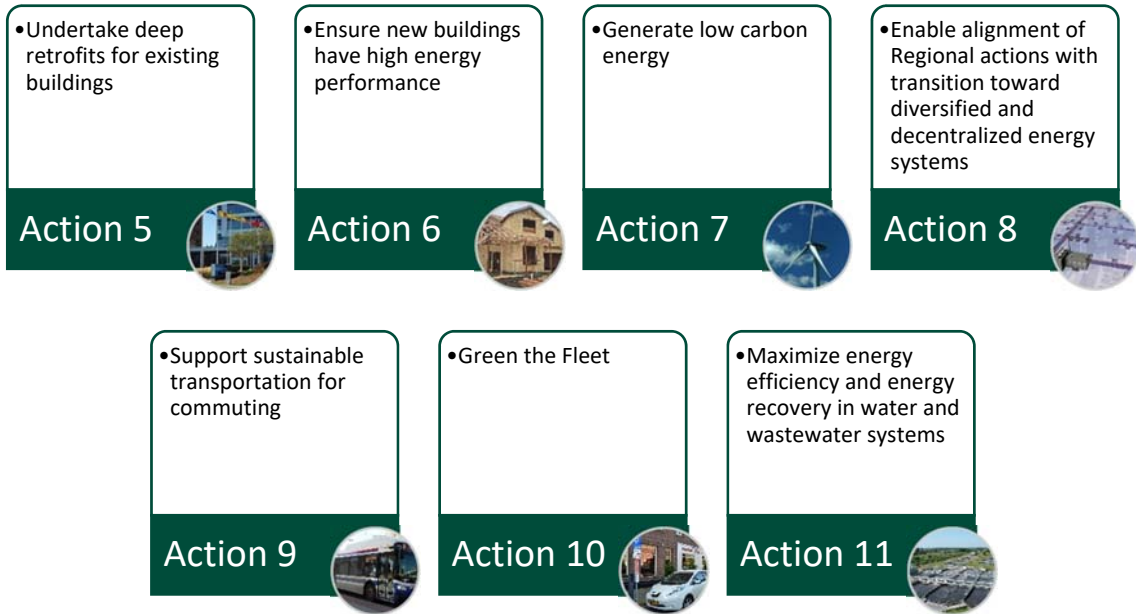 •Undertake deep
retrofits for existing
buildings
Action 5
•Ensure new buildings
have high energy
performance
Action 6
•Generate low carbon
energy
Action 7
•Enable alignment of
Regional actions with
transition toward
diversified and
decentralized energy
systems
Action 8
•Support sustainable
transportation for
commuting
Action 9
•Green the Fleet
Action 10
•Maximize energy
efficiency and energy
recovery in water and
wastewater systems
Action 11